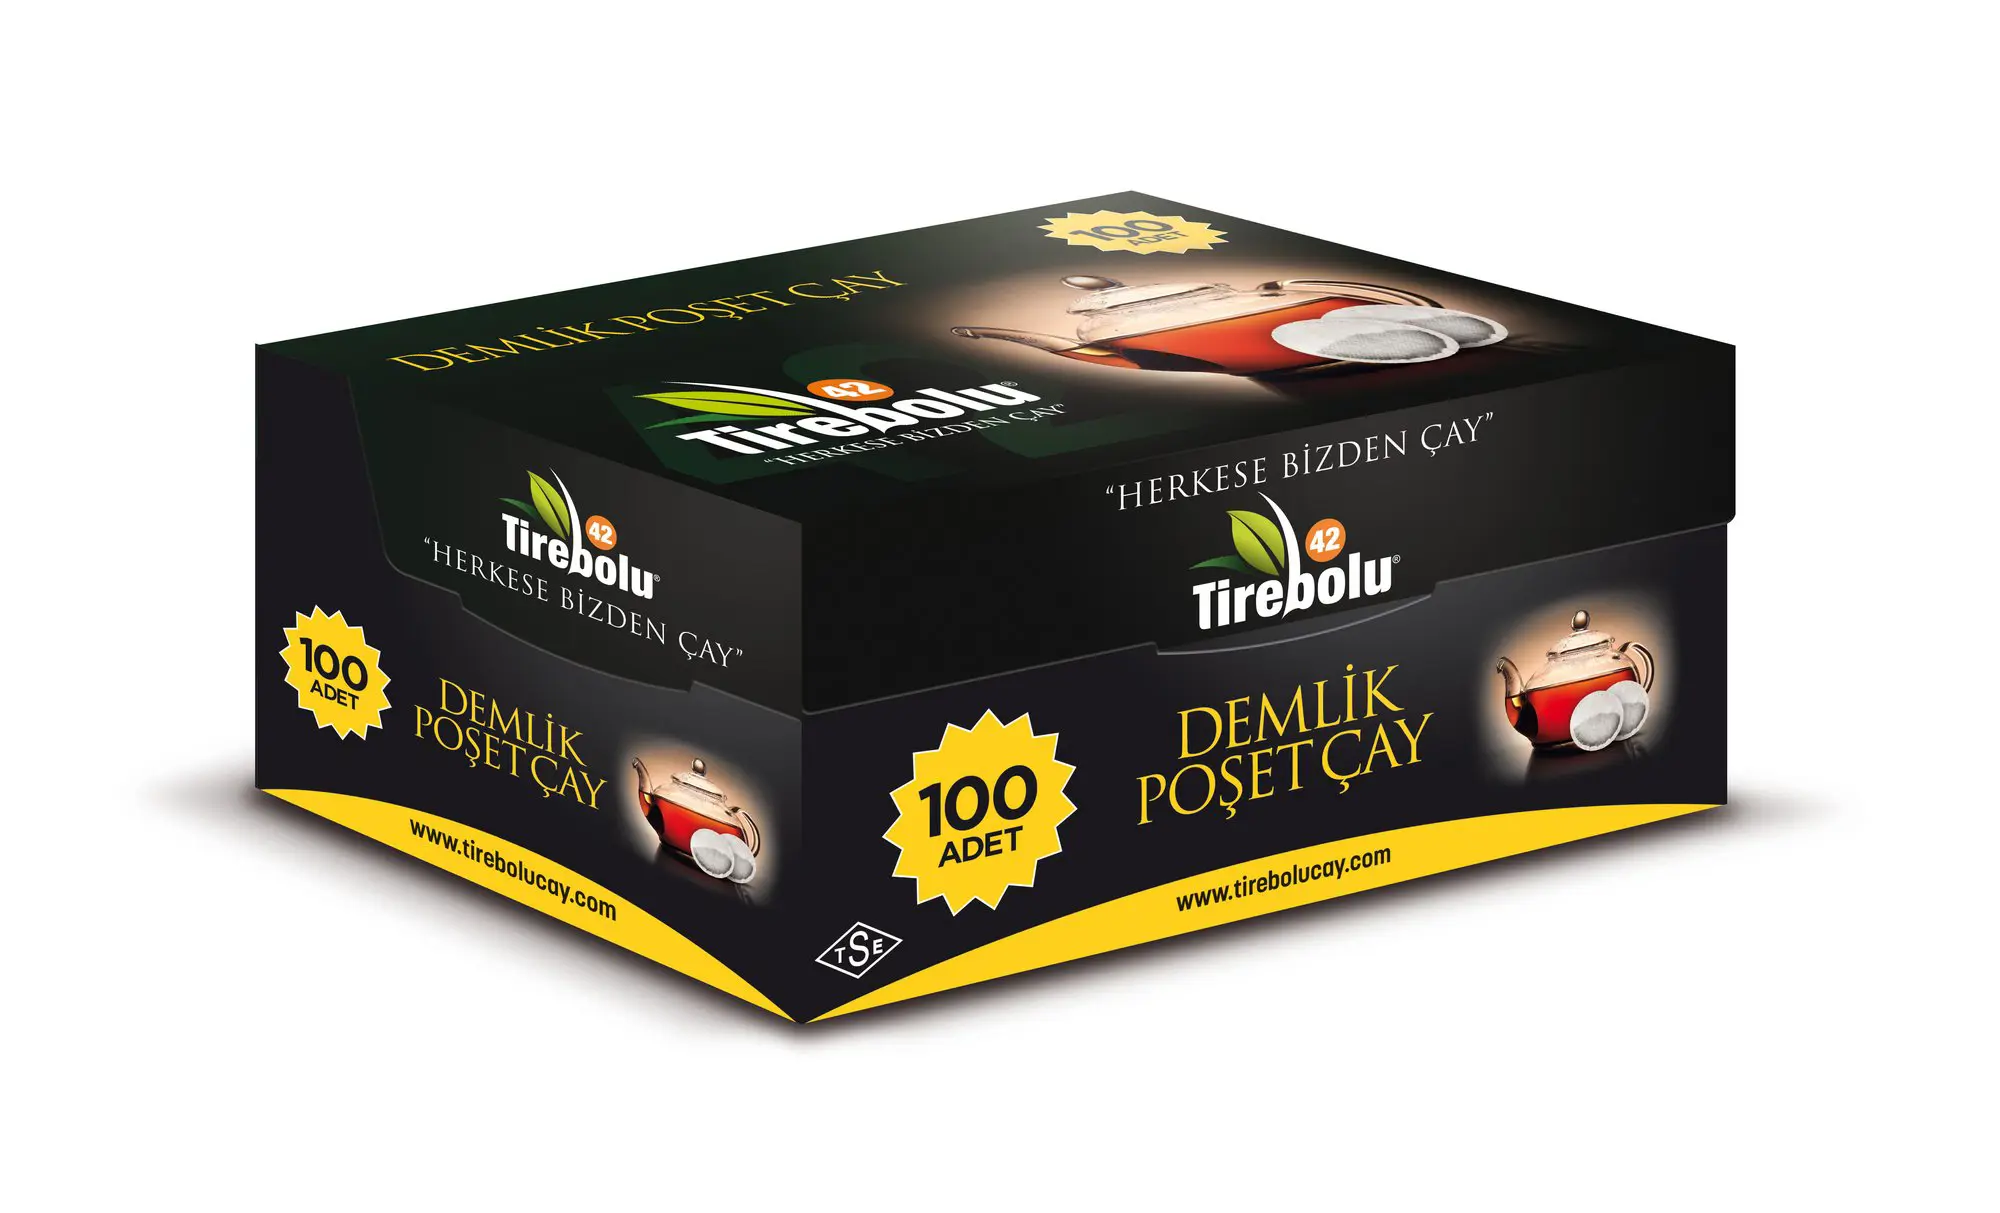 100
ADET
DEMLİK POŞET ÇAY
42
Tirebolu®
"HERKESE BİZDEN ÇAY"
42
Tirebolu®
"HERKESE BİZDEN ÇAY"
100
ADET
DEMLİK
POŞET ÇAY
www.tirebolucay.com
"HERKESE BİZDEN ÇAY"
42
Tirebolu®
DEMLİK
POŞET ÇAY
100
ADET
www.tirebolucay.com
TSE